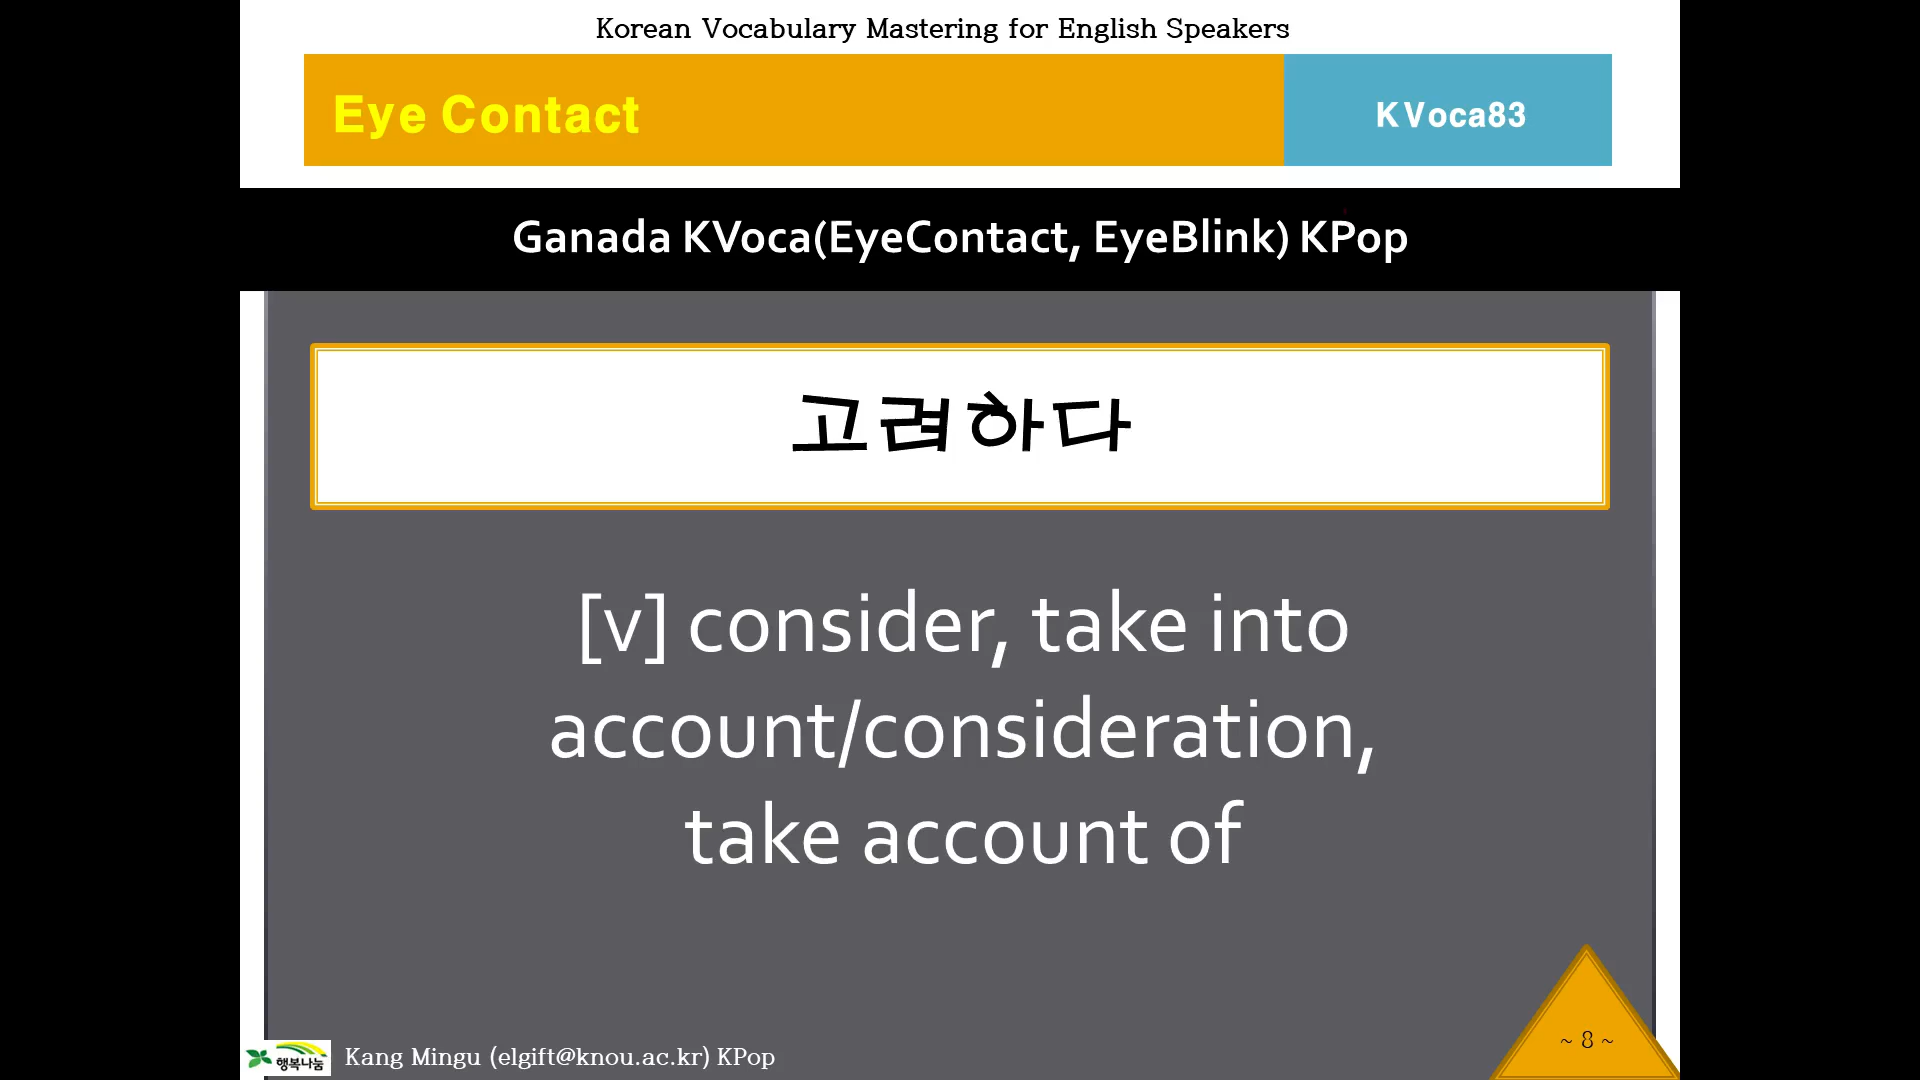 Korean Vocabulary Mastering for English Speakers
Eye Contact
KVoca83
Ganada KVoca(EyeContact, EyeBlink) KPop
고려하다
[v] consider, take into
account/consideration,
take account of
행복나눔
Kang Mingu (elgift@knou.ac.kr) KPop
~ 8 ~